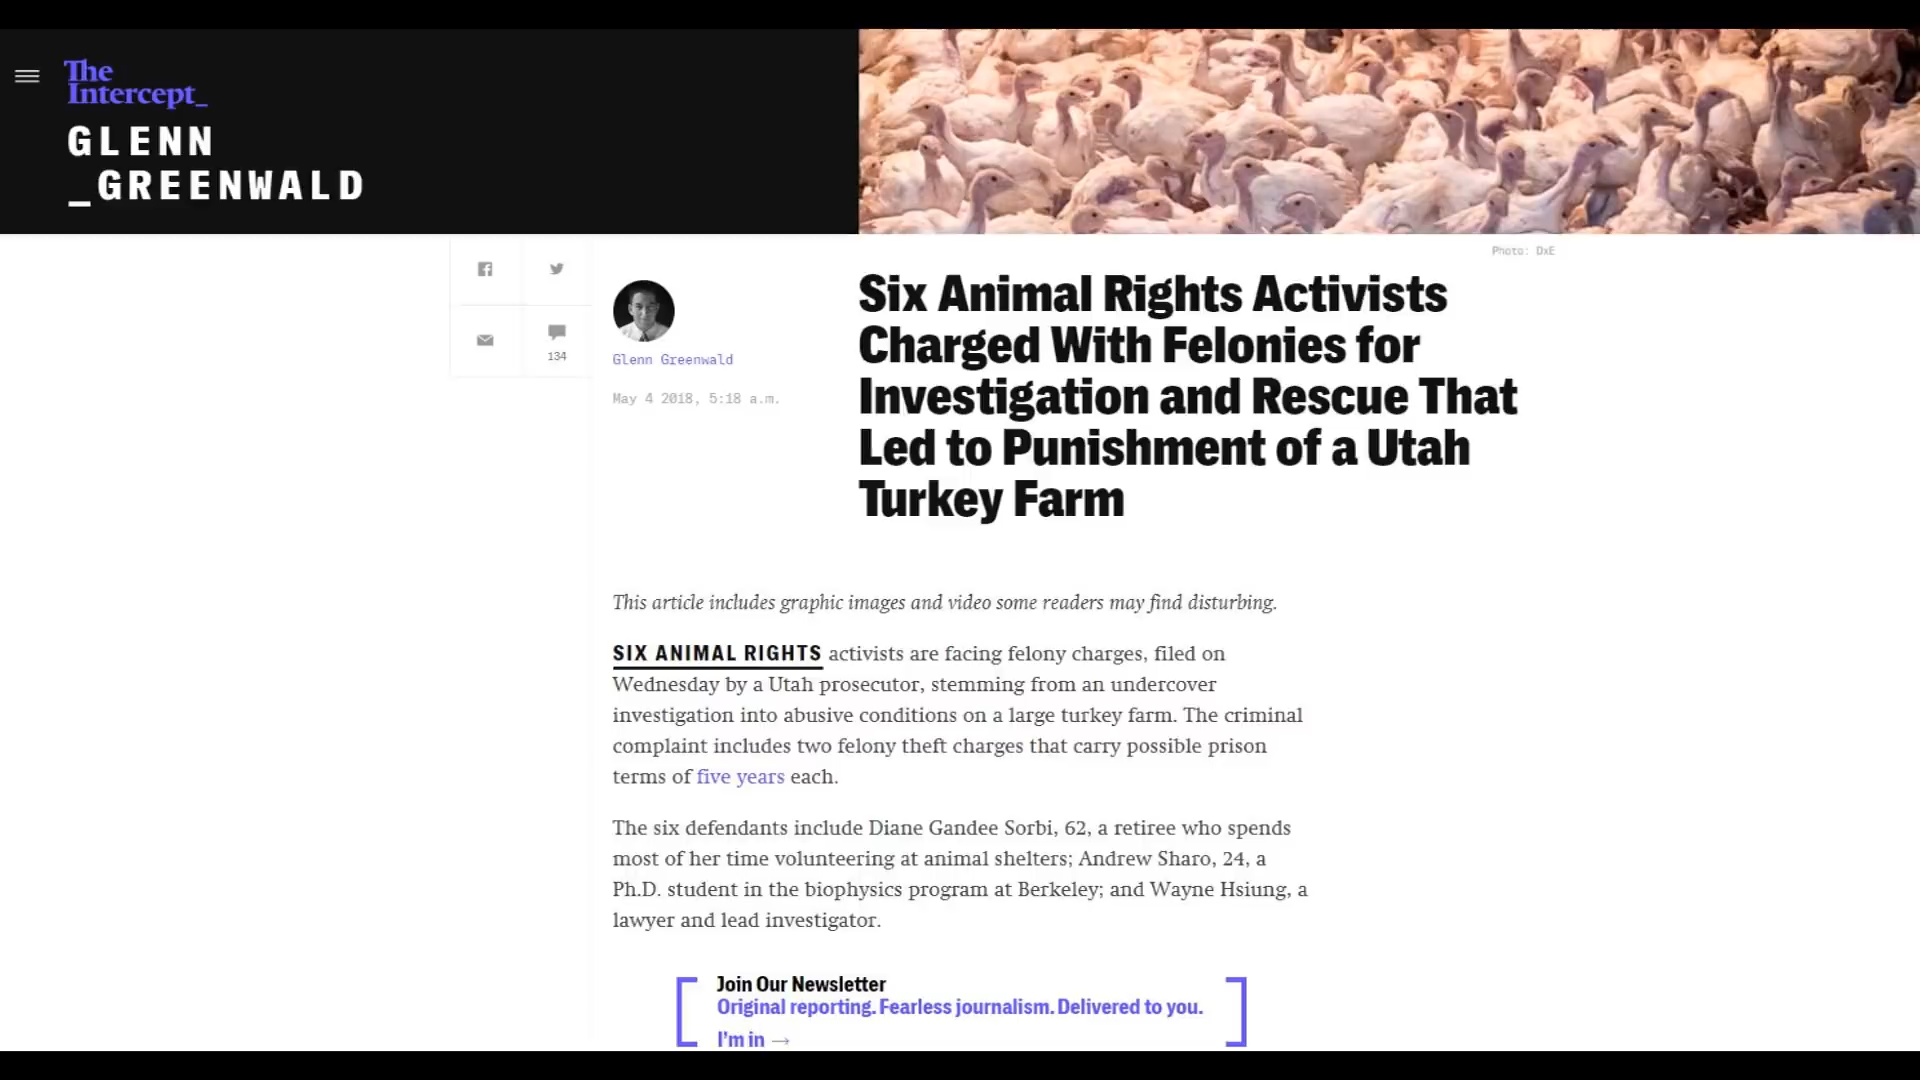 The
Intercept_
GLENN
_GREENWALD
Photo: DxE
134
Glenn Greenwald
May 4 2018, 5:18 a.m.
Six Animal Rights Activists
Charged With Felonies for
Investigation and Rescue That
Led to Punishment of a Utah
Turkey Farm
This article includes graphic images and video some readers may find disturbing.
SIX ANIMAL RIGHTS activists are facing felony charges, filed on
Wednesday by a Utah prosecutor, stemming from an undercover
investigation into abusive conditions on a large turkey farm. The criminal
complaint includes two felony theft charges that carry possible prison
terms of five years each.
The six defendants include Diane Gandee Sorbi, 62, a retiree who spends
most of her time volunteering at animal shelters; Andrew Sharo, 24, a
Ph.D. student in the biophysics program at Berkeley; and Wayne Hsiung, a
lawyer and lead investigator.
Join Our Newsletter
Original reporting. Fearless journalism. Delivered to you.
I'm in →